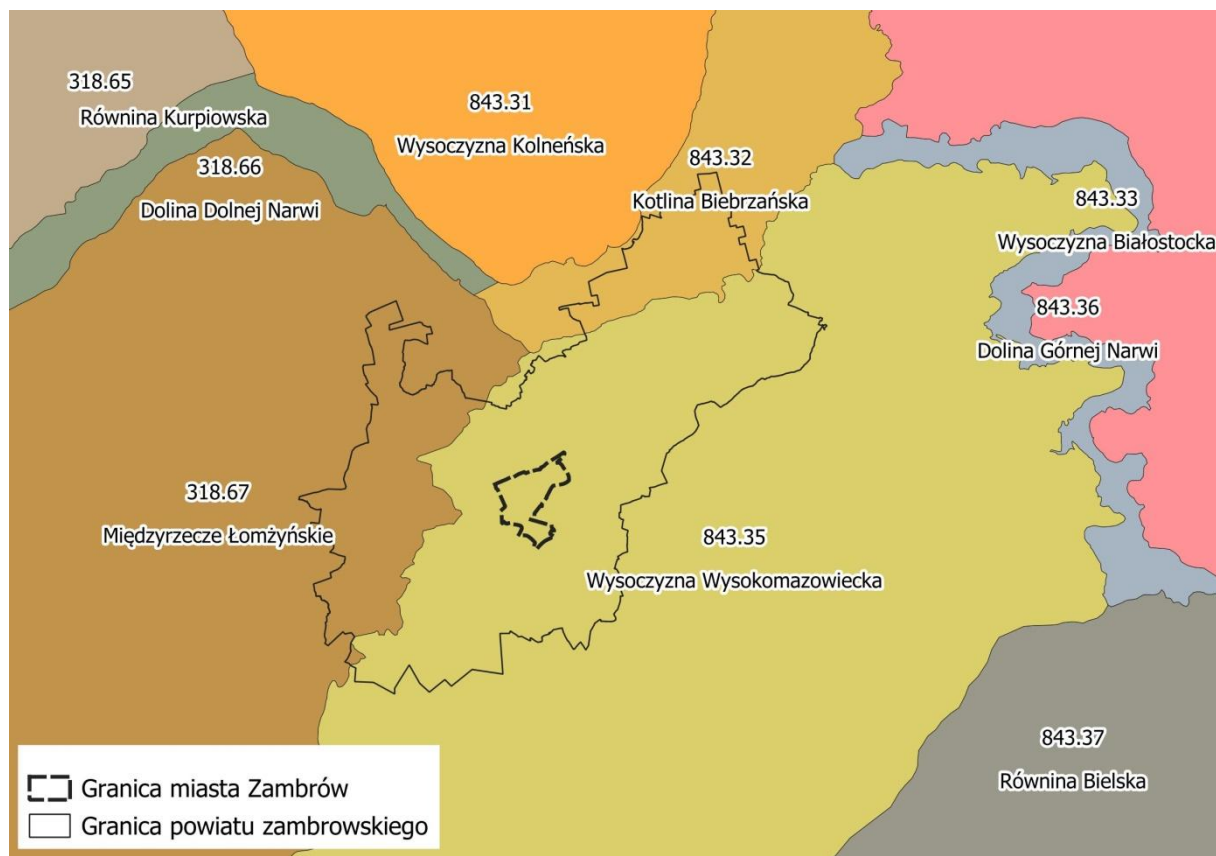 318.65
Równina Kurpiowska
318.66
Dolina Dolnej Narwi
843.31
Wysoczyzna Kolneńska
843.32
Kotlina Biebrzańska
843.33
Wysoczyzna Białostocka
843.36
Dolina Górnej Narwi
318.67
Międzyrzecze Łomżyńskie
843.35
Wysoczyzna Wysokomazowiecka
843.37
Równina Bielska
Granica miasta Zambrów
Granica powiatu zambrowskiego